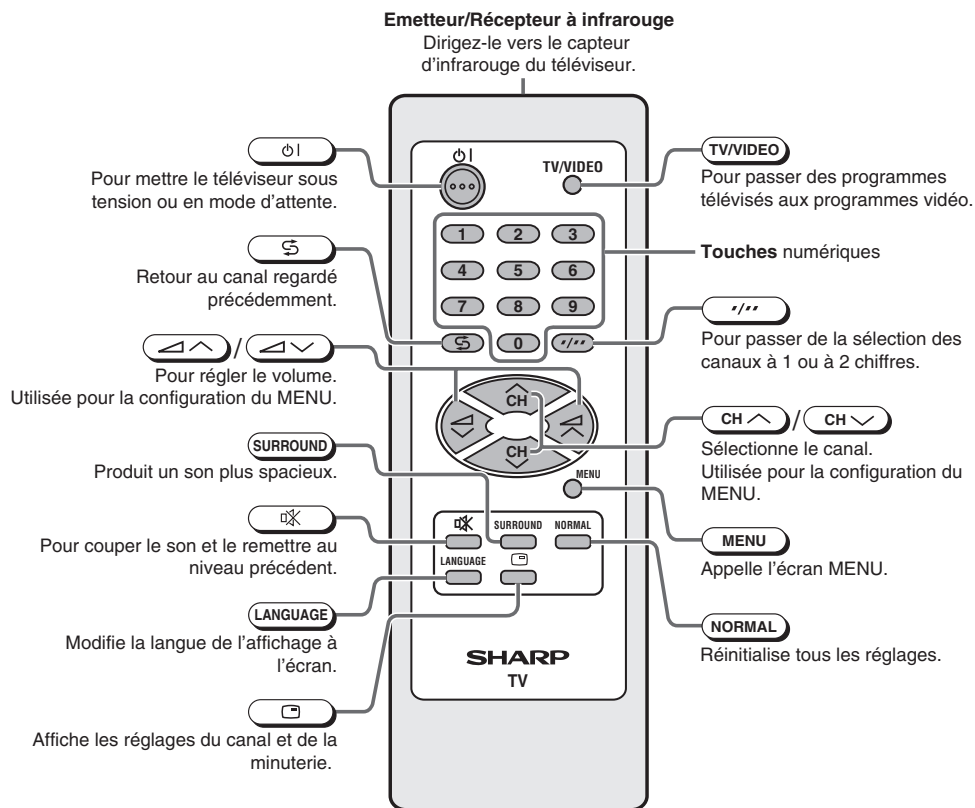 Emetteur/Récepteur à infrarouge
Dirigez-le vers le capteur
d'infrarouge du téléviseur.
Pour mettre le téléviseur sous
tension ou en mode d'attente.
Retour au canal regardé
précédemment.
/
Pour régler le volume.
Utilisée pour la configuration du MENU.
SURROUND
Produit un son plus spacieux.
Pour couper le son et le remettre au
niveau précédent.
LANGUAGE
Modifie la langue de l'affichage à
l'écran.
Affiche les réglages du canal et de la
minuterie.
TV/VIDEO
1 2 3
4 5 6
7 8 9
0 ′/′′
CH
CH
MENU
SURROUND NORMAL
LANGUAGE
SHARP
TV
TV/VIDEO
Pour passer des programmes
télévisés aux programmes vidéo.
Touches numériques
′/′′
Pour passer de la sélection des
canaux à 1 ou à 2 chiffres.
CH / CH
Sélectionne le canal.
Utilisée pour la configuration du
MENU.
MENU
Appelle l'écran MENU.
NORMAL
Réinitialise tous les réglages.